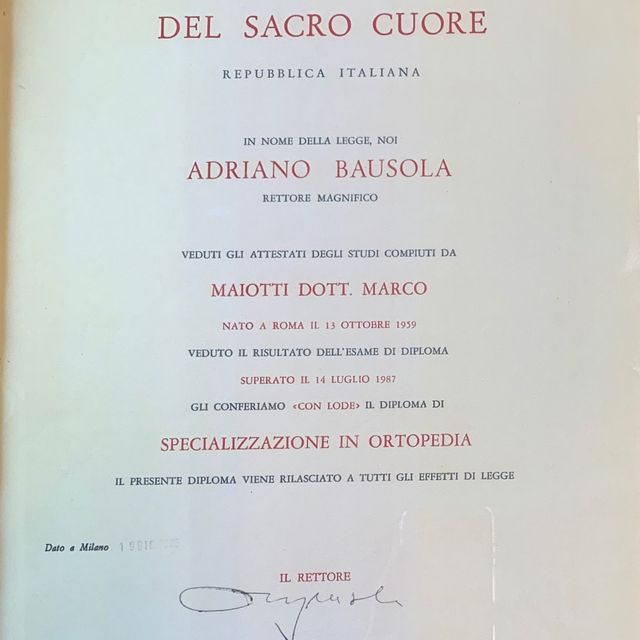 DEL SACRO CUORE
REPUBBLICA ITALIANA
IN NOME DELLA LEGGE, NOI
ADRIANO BAUSOLA
RETTORE MAGNIFICO
VEDUTI GLI ATTESTATI DEGLI STUDI COMPIUTI DA
MAIOTTI DOTT. MARCO
NATO A ROMA IL 13 OTTOBRE 1959
VEDUTO IL RISULTATO DELL'ESAME DI DIPLOMA
SUPERATO IL 14 LUGLIO 1987
GLI CONFERIAMO «CON LODE» IL DIPLOMA DI
SPECIALIZZAZIONE IN ORTOPEDIA
IL PRESENTE DIPLOMA VIENE RILASCIATO A TUTTI GLI EFFETTI DI LEGGE
Dato a Milano
IL RETTORE